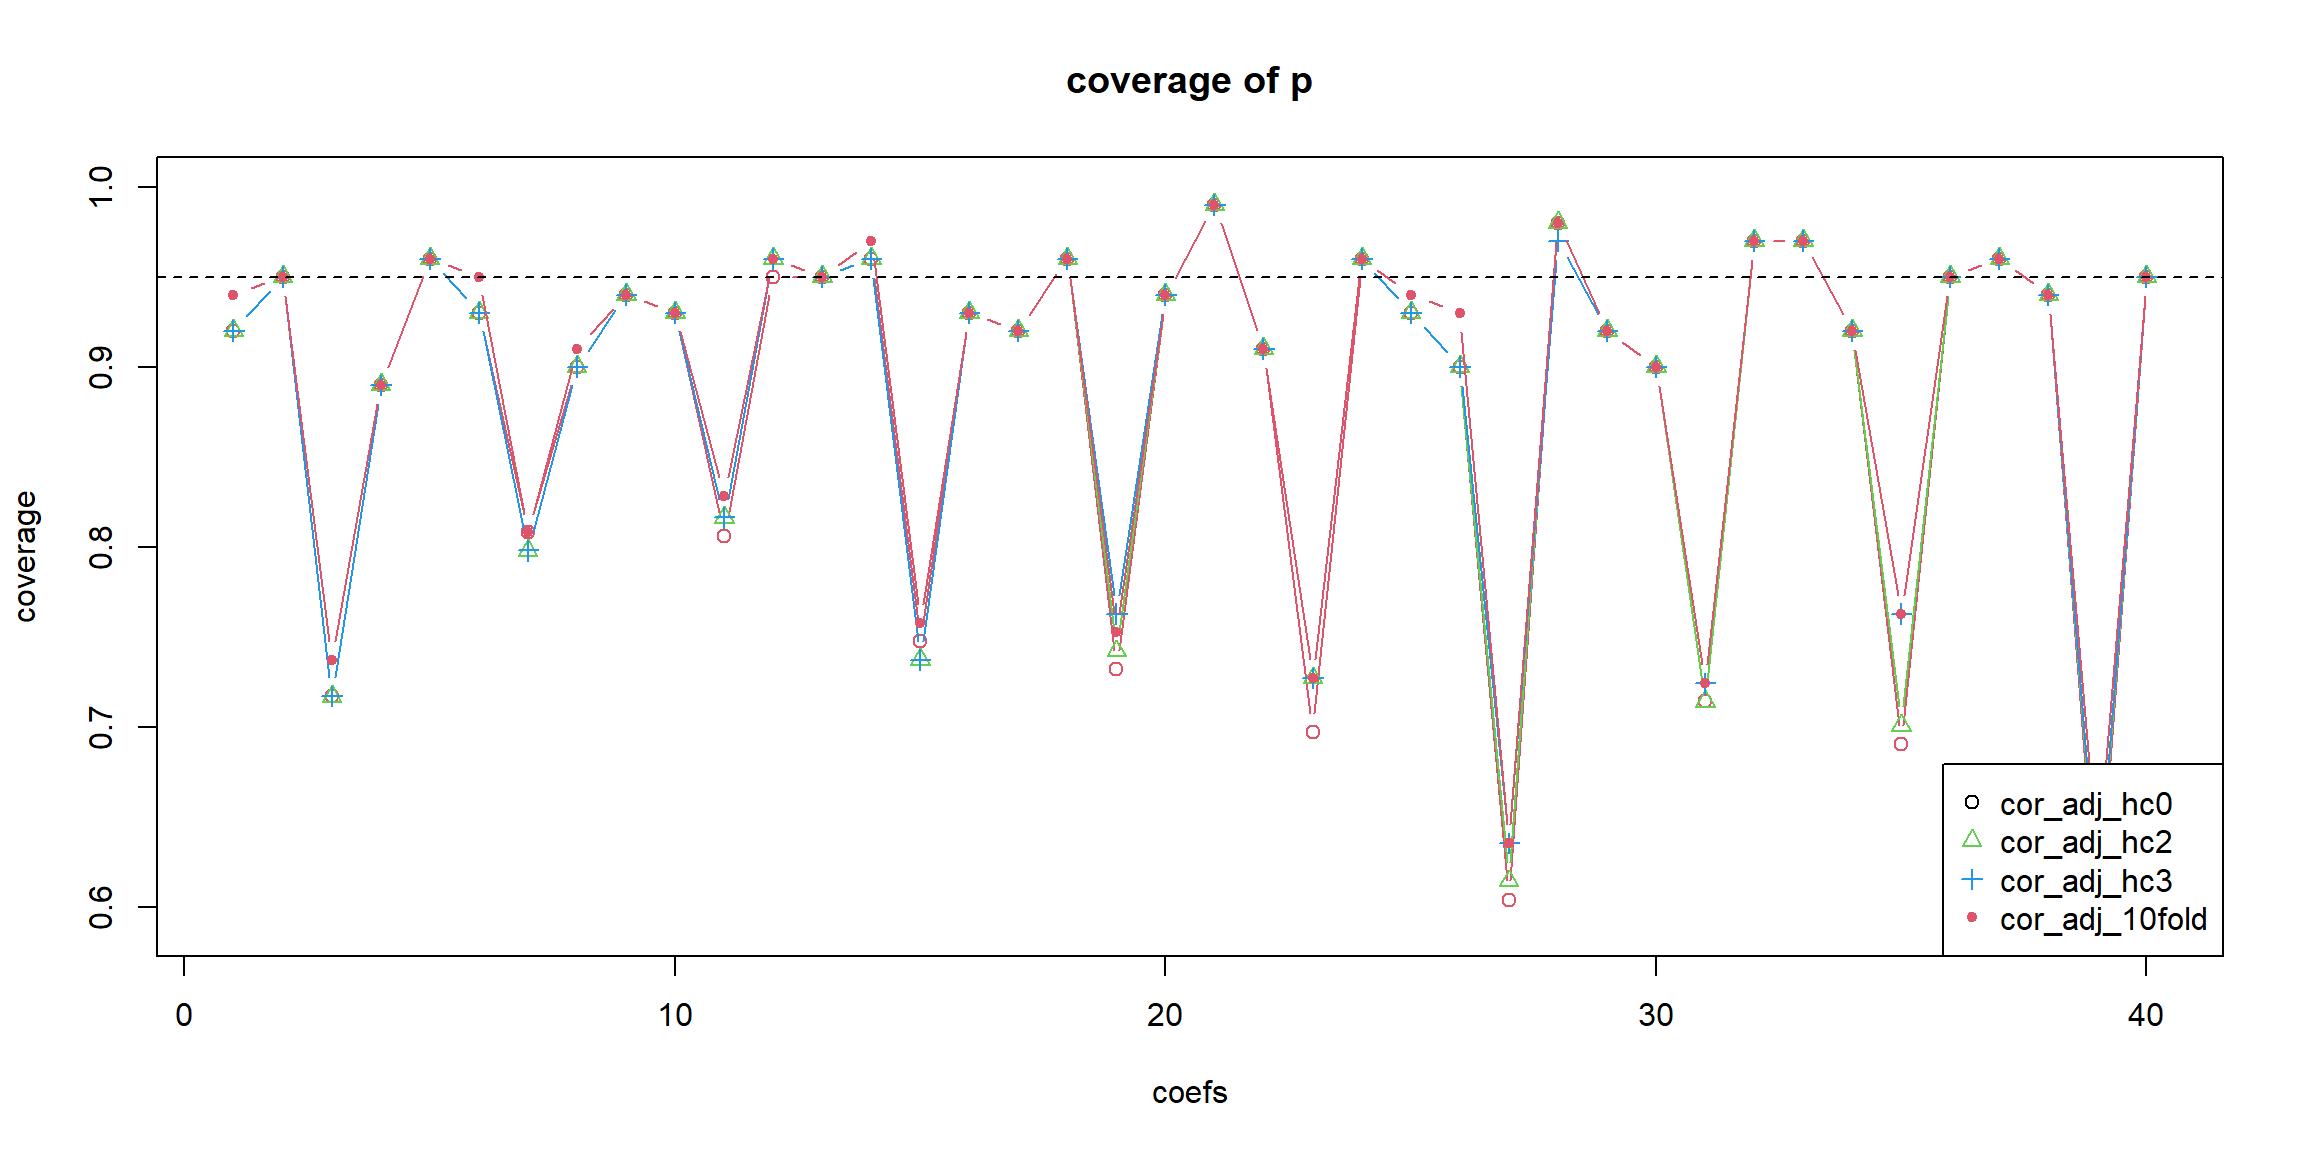 coverage of p
1.0
0.9
0.8
0.7
0.6
coverage
0 10 20 30 40
coefs
cor_adj_hc0
cor_adj_hc2
cor_adj_hc3
cor_adj_10fold